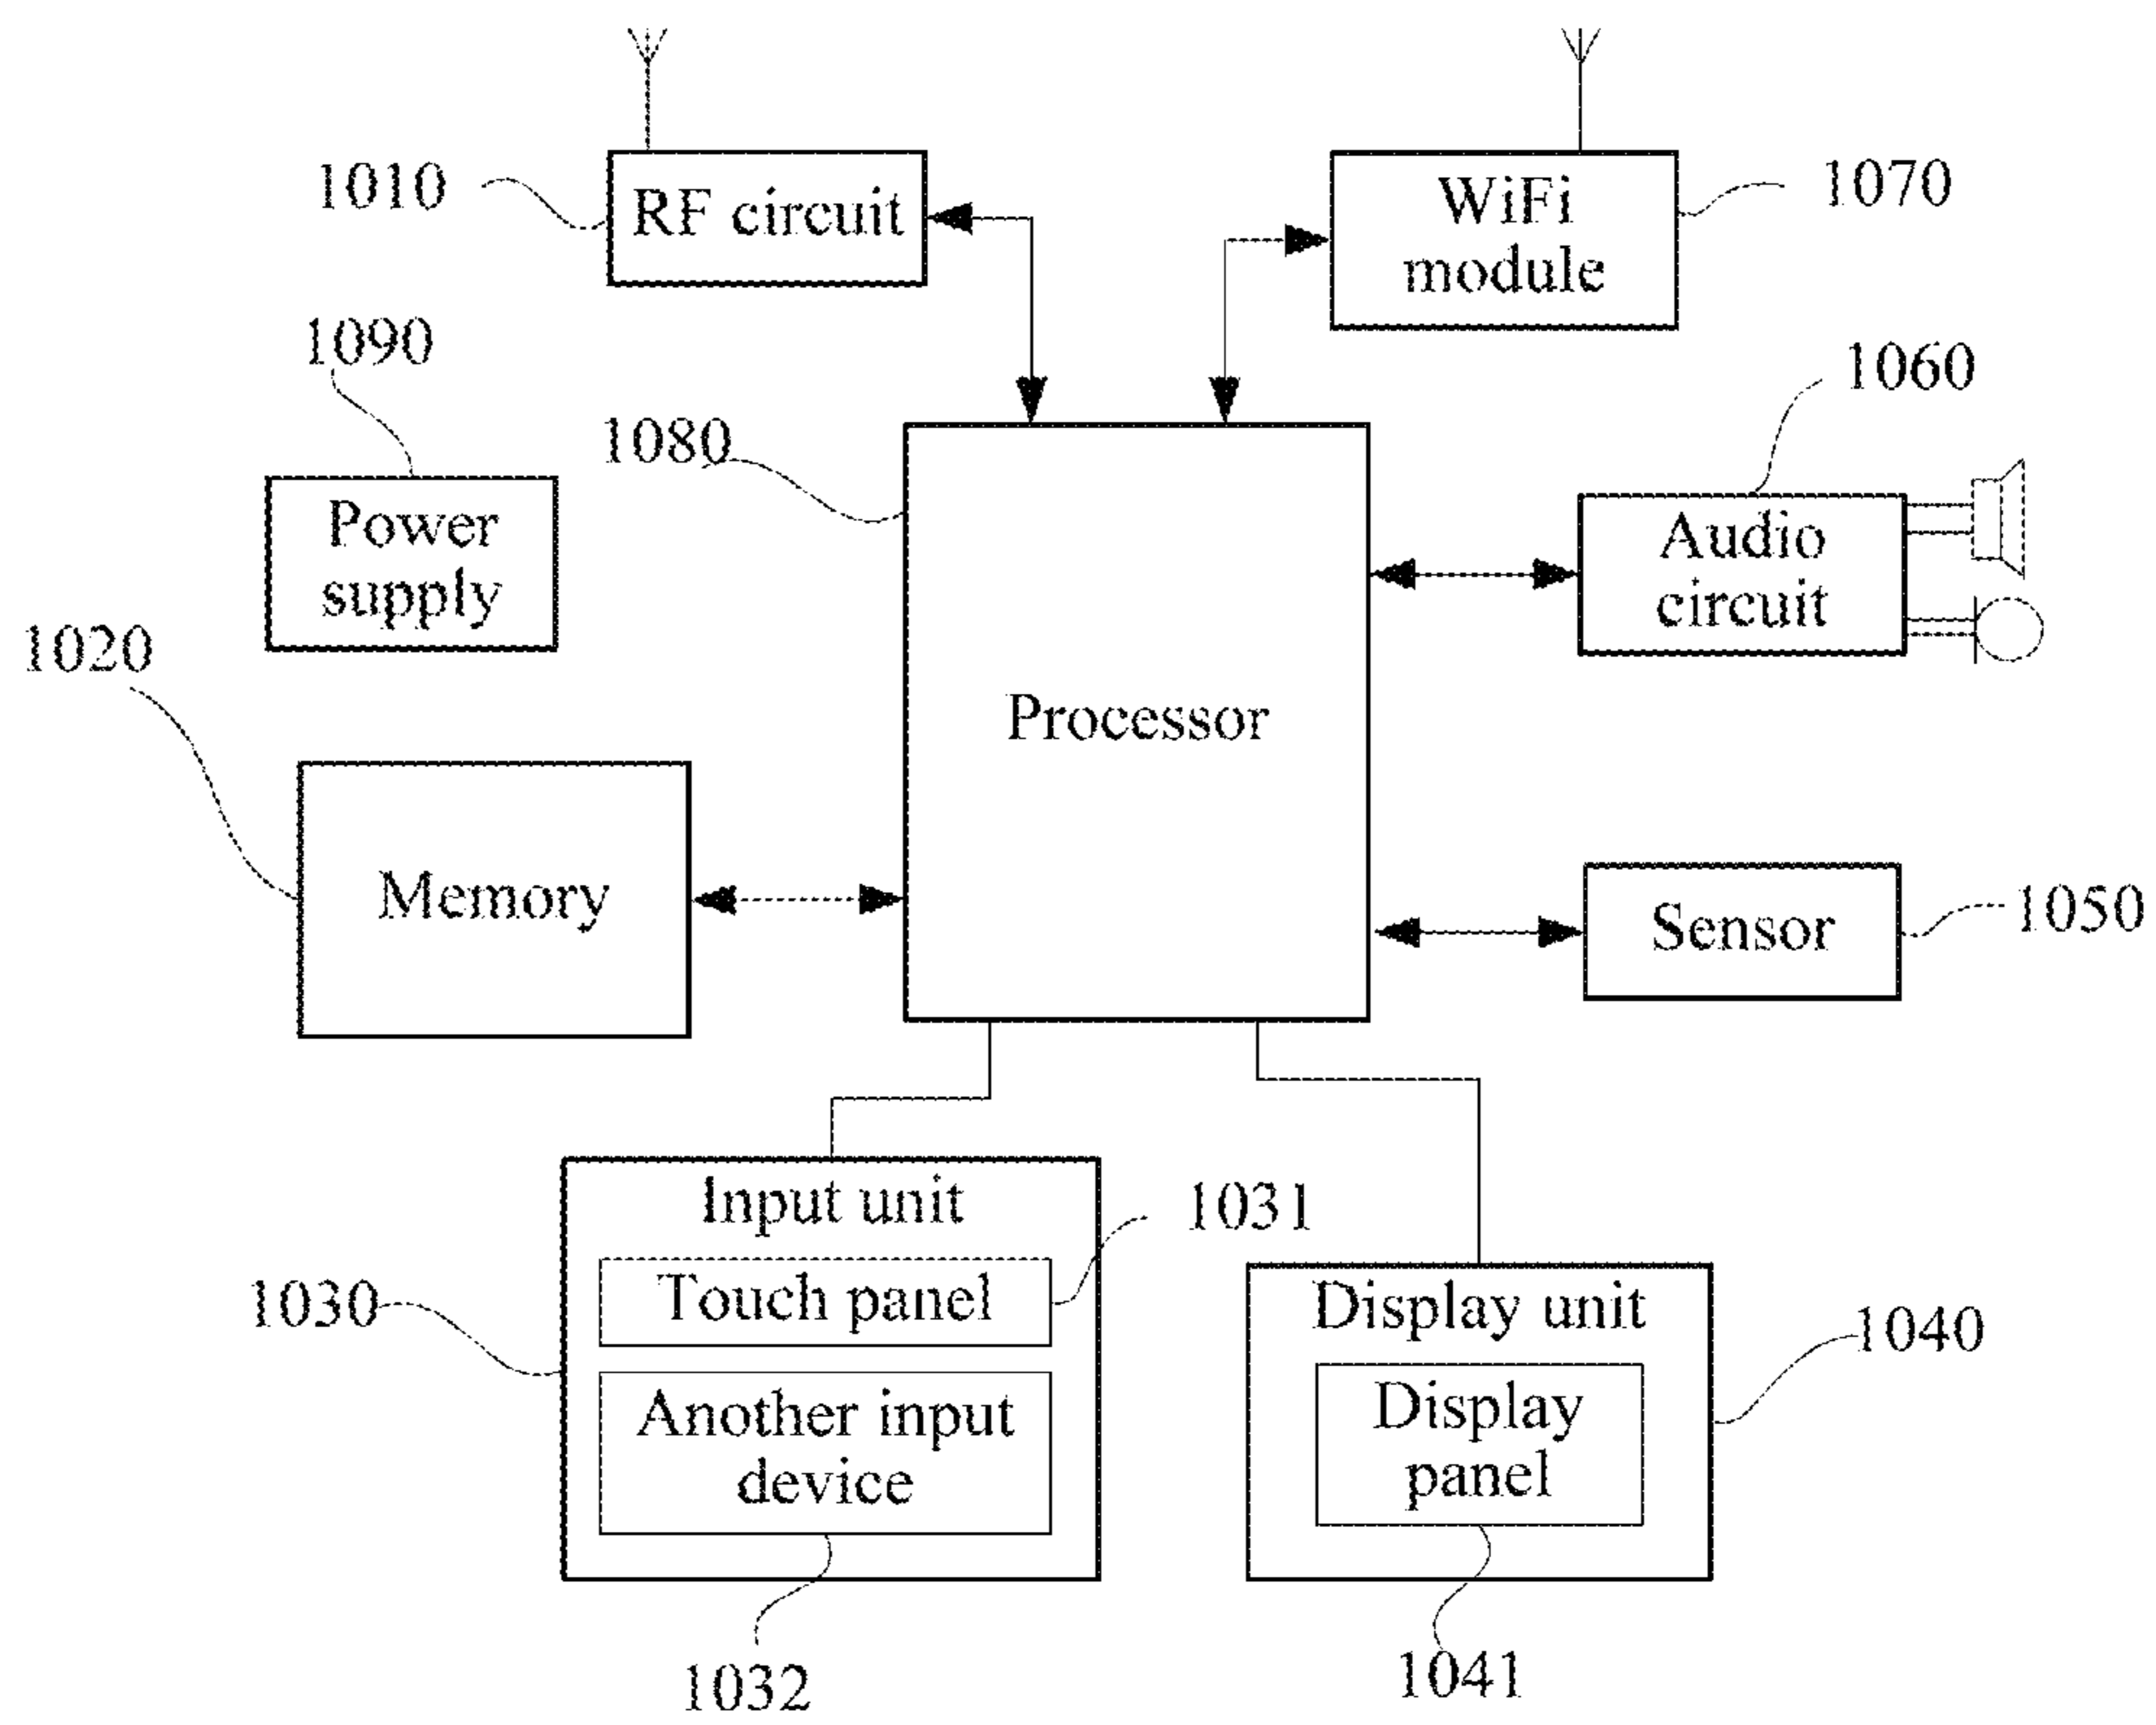 1010
RF circuit
WiFi
module
1070
1090
1060
1080
Power
supply
Audio
circuit
1020
Processor
Memory
Sensor
1050
Input unit
1031
Touch panel
1030
Another input
device
1032
Display unit
1040
Display
panel
1041